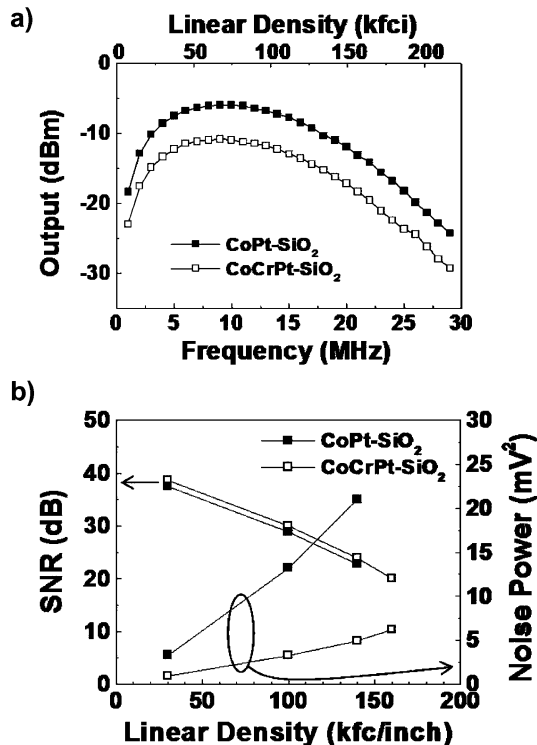 a)
Linear Density (kfci)
0 50 100 150 200
0
-10
-20
-30
Output (dBm)
CoPt-SiO₂
CoCrPt-SiO₂
0 5 10 15 20 25 30
Frequency (MHz)
b)
50
40
30
20
10
0
SNR (dB)
CoPt-SiO₂
CoCrPt-SiO₂
30
25
20
15
10
5
0
Noise Power (mV²)
0 50 100 150 200
Linear Density (kfc/inch)